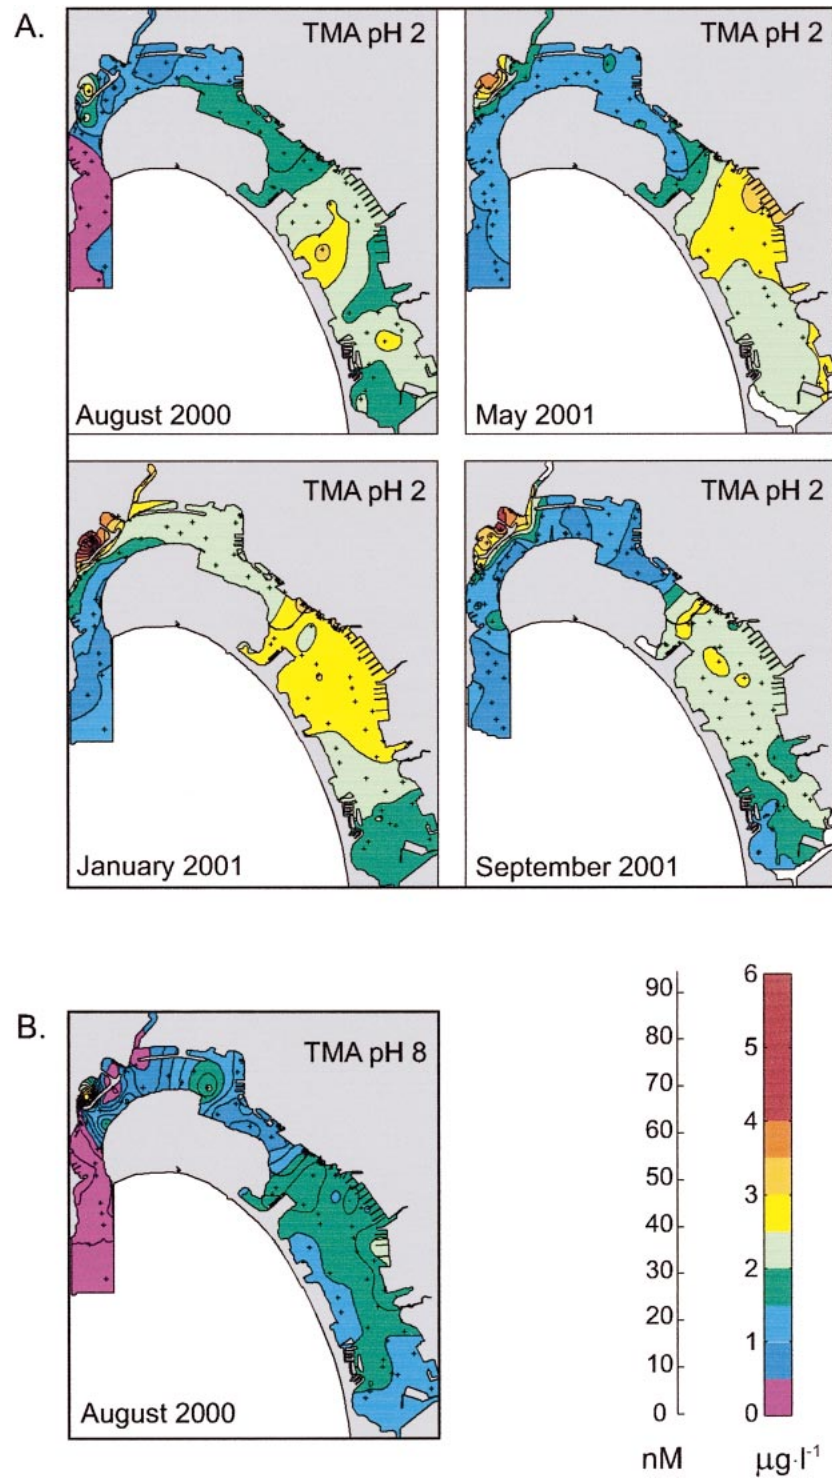 A.
TMA pH 2
August 2000
TMA pH 2
May 2001
TMA pH 2
January 2001
TMA pH 2
September 2001
B.
TMA pH 8
August 2000
90
80
70
60
50
40
30
20
10
0
nM
6
5
4
3
2
1
0
µg·l⁻¹